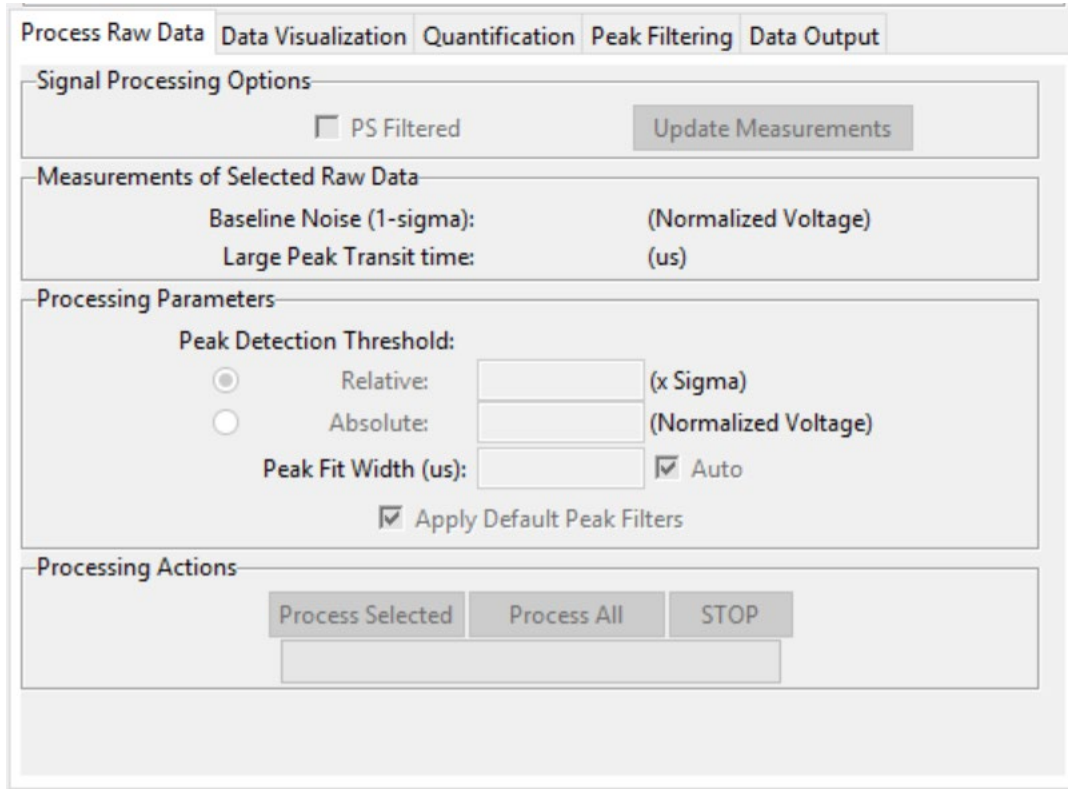 Process Raw Data Data Visualization Quantification Peak Filtering Data Output
Signal Processing Options
PS Filtered Update Measurements
Measurements of Selected Raw Data
Baseline Noise (1-sigma): (Normalized Voltage)
Large Peak Transit time: (us)
Processing Parameters
Peak Detection Threshold:
Relative: (x Sigma)
Absolute: (Normalized Voltage)
Peak Fit Width (us): Auto
Apply Default Peak Filters
Processing Actions
Process Selected Process All STOP